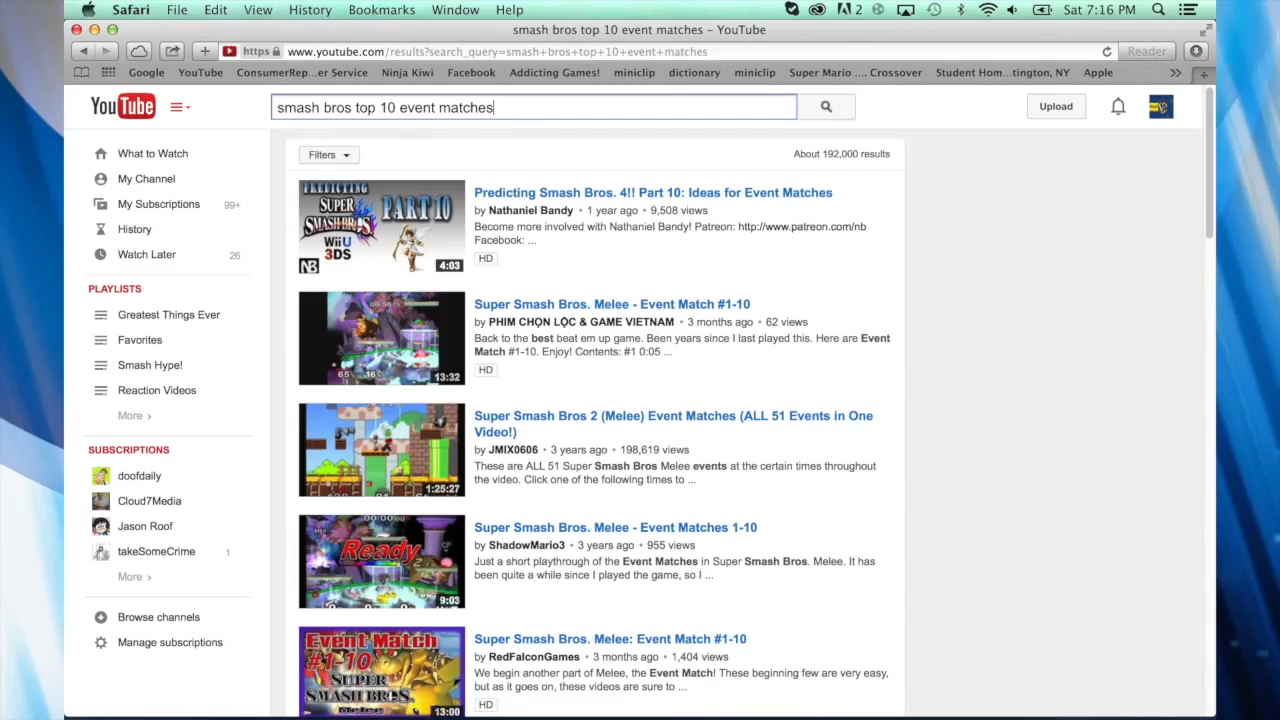 Safari File Edit View History Bookmarks Window Help 2 Sat 7:16 PM
smash bros top 10 event matches – YouTube
https www.youtube.com/results?search_query=smash+bros+top+10+event+matches Reader
Google YouTube ConsumerRep...er Service Ninja Kiwi Facebook Addicting Games! miniclip dictionary miniclip Super Mario .... Crossover Student Hom...tington, NY Apple
YouTube smash bros top 10 event matches Upload
What to Watch
My Channel
My Subscriptions 99+
History
Watch Later 26
PLAYLISTS
Greatest Things Ever
Favorites
Smash Hype!
Reaction Videos
More ›
SUBSCRIPTIONS
doofdaily
Cloud7Media
Jason Roof
takeSomeCrime 1
More ›
Browse channels
Manage subscriptions
Filters About 192,000 results
PREDICTING
SUPER
SMASH BROS
PART 10
Wii U
3DS
NB
4:03
Predicting Smash Bros. 4!! Part 10: Ideas for Event Matches
by Nathaniel Bandy • 1 year ago • 9,508 views
Become more involved with Nathaniel Bandy! Patreon: http://www.patreon.com/nb
Facebook: ...
HD
13:32
Super Smash Bros. Melee - Event Match #1-10
by PHIM CHỌN LỘC & GAME VIETNAM • 3 months ago • 62 views
Back to the best beat em up game. Been years since I last played this. Here are Event
Match #1-10. Enjoy! Contents: #1 0:05 ...
HD
1:25:27
Super Smash Bros 2 (Melee) Event Matches (ALL 51 Events in One
Video!)
by JMIX0606 • 3 years ago • 198,619 views
These are ALL 51 Super Smash Bros Melee events at the certain times throughout
the video. Click one of the following times to ...
Ready
9:03
Super Smash Bros. Melee - Event Matches 1-10
by ShadowMario3 • 3 years ago • 955 views
Just a short playthrough of the Event Matches in Super Smash Bros. Melee. It has
been quite a while since I played the game, so I ...
Event Match
#1-10
SUPER
SMASH BROS.
Melee
13:00
Super Smash Bros. Melee: Event Match #1-10
by RedFalconGames • 3 months ago • 1,404 views
We begin another part of Melee, the Event Match! These beginning few are very easy,
but as it goes on, these videos are sure to ...
HD